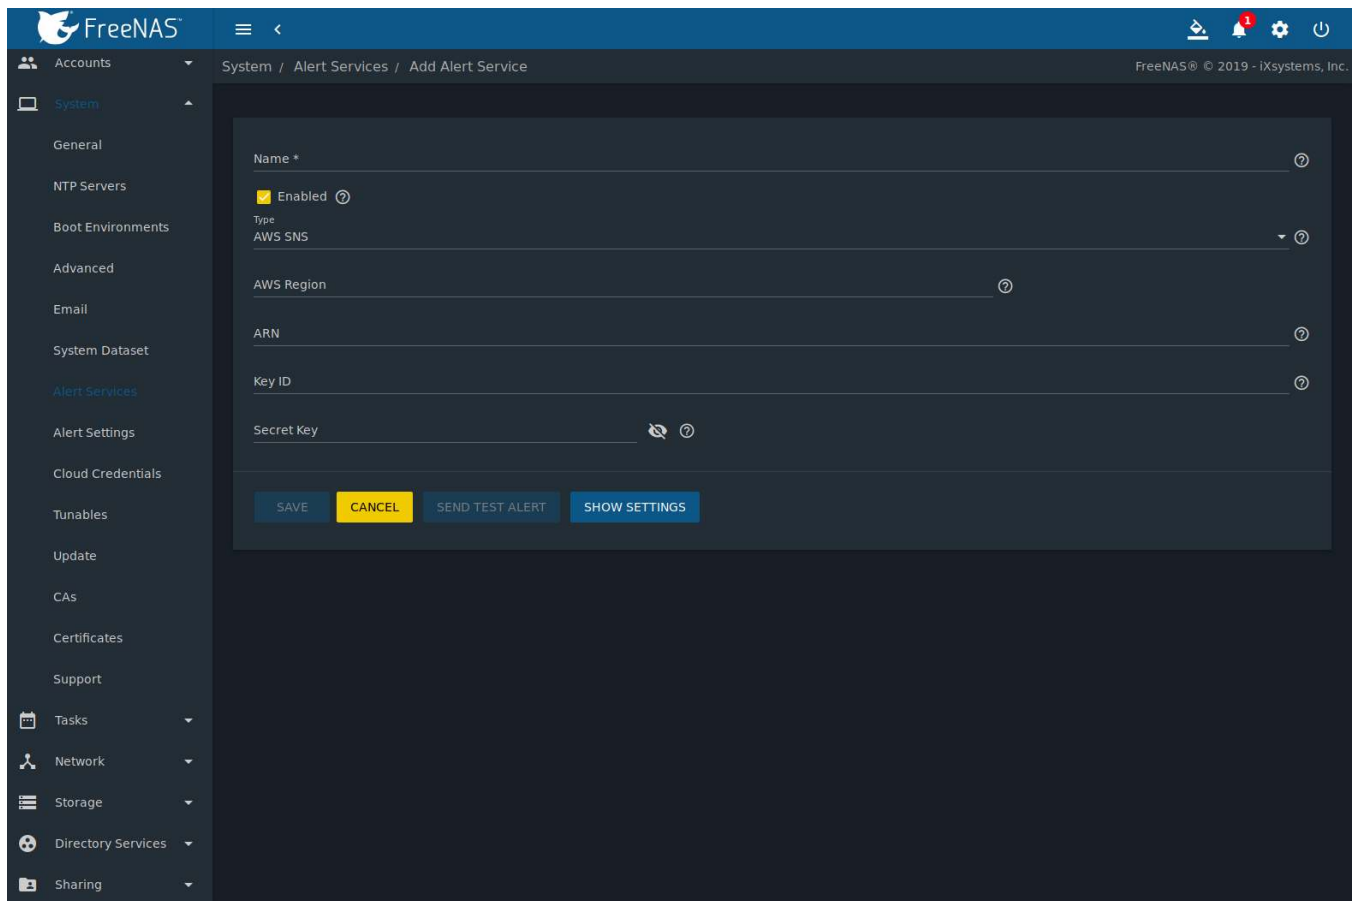 FreeNAS™
1
Accounts
System / Alert Services / Add Alert Service
FreeNAS® © 2019 - iXsystems, Inc.
System
General
NTP Servers
Boot Environments
Advanced
Email
System Dataset
Alert Services
Alert Settings
Cloud Credentials
Tunables
Update
CAs
Certificates
Support
Tasks
Network
Storage
Directory Services
Sharing
Name *
Enabled
Type
AWS SNS
AWS Region
ARN
Key ID
Secret Key
SAVE
CANCEL
SEND TEST ALERT
SHOW SETTINGS